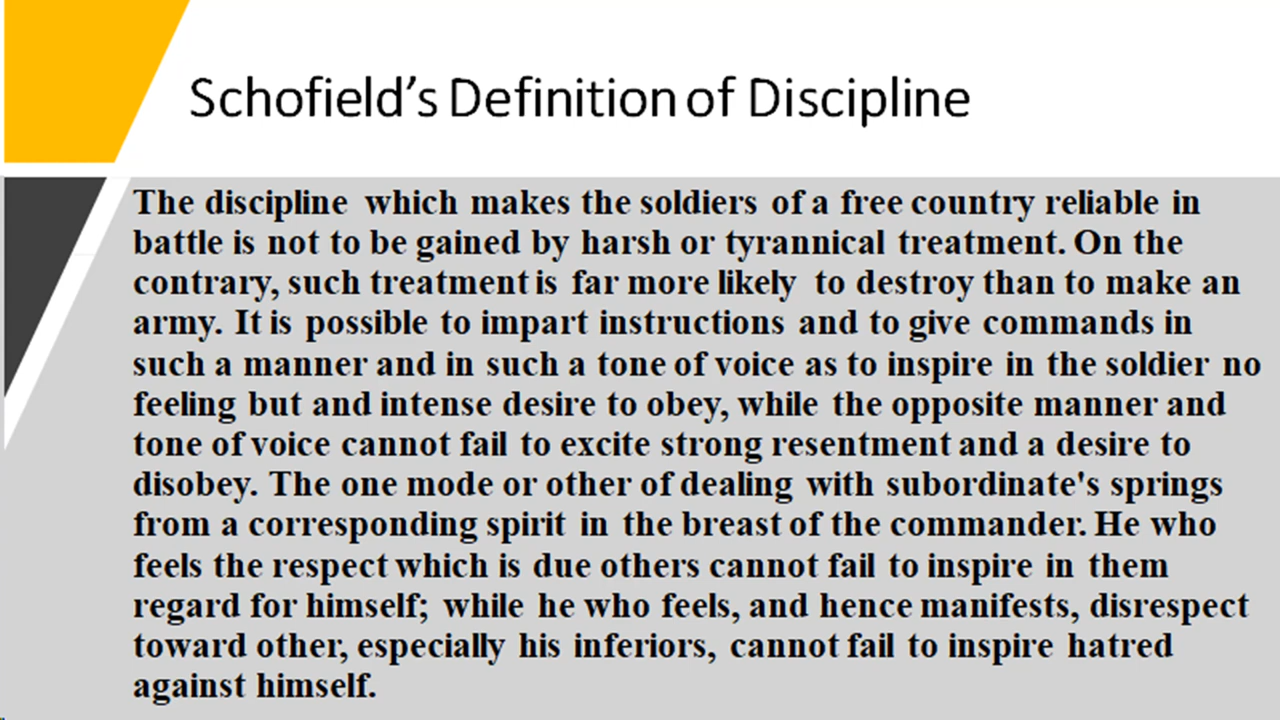 Schofield’s Definition of Discipline
The discipline which makes the soldiers of a free country reliable in
battle is not to be gained by harsh or tyrannical treatment. On the
contrary, such treatment is far more likely to destroy than to make an
army. It is possible to impart instructions and to give commands in
such a manner and in such a tone of voice as to inspire in the soldier no
feeling but and intense desire to obey, while the opposite manner and
tone of voice cannot fail to excite strong resentment and a desire to
disobey. The one mode or other of dealing with subordinate's springs
from a corresponding spirit in the breast of the commander. He who
feels the respect which is due others cannot fail to inspire in them
regard for himself; while he who feels, and hence manifests, disrespect
toward other, especially his inferiors, cannot fail to inspire hatred
against himself.